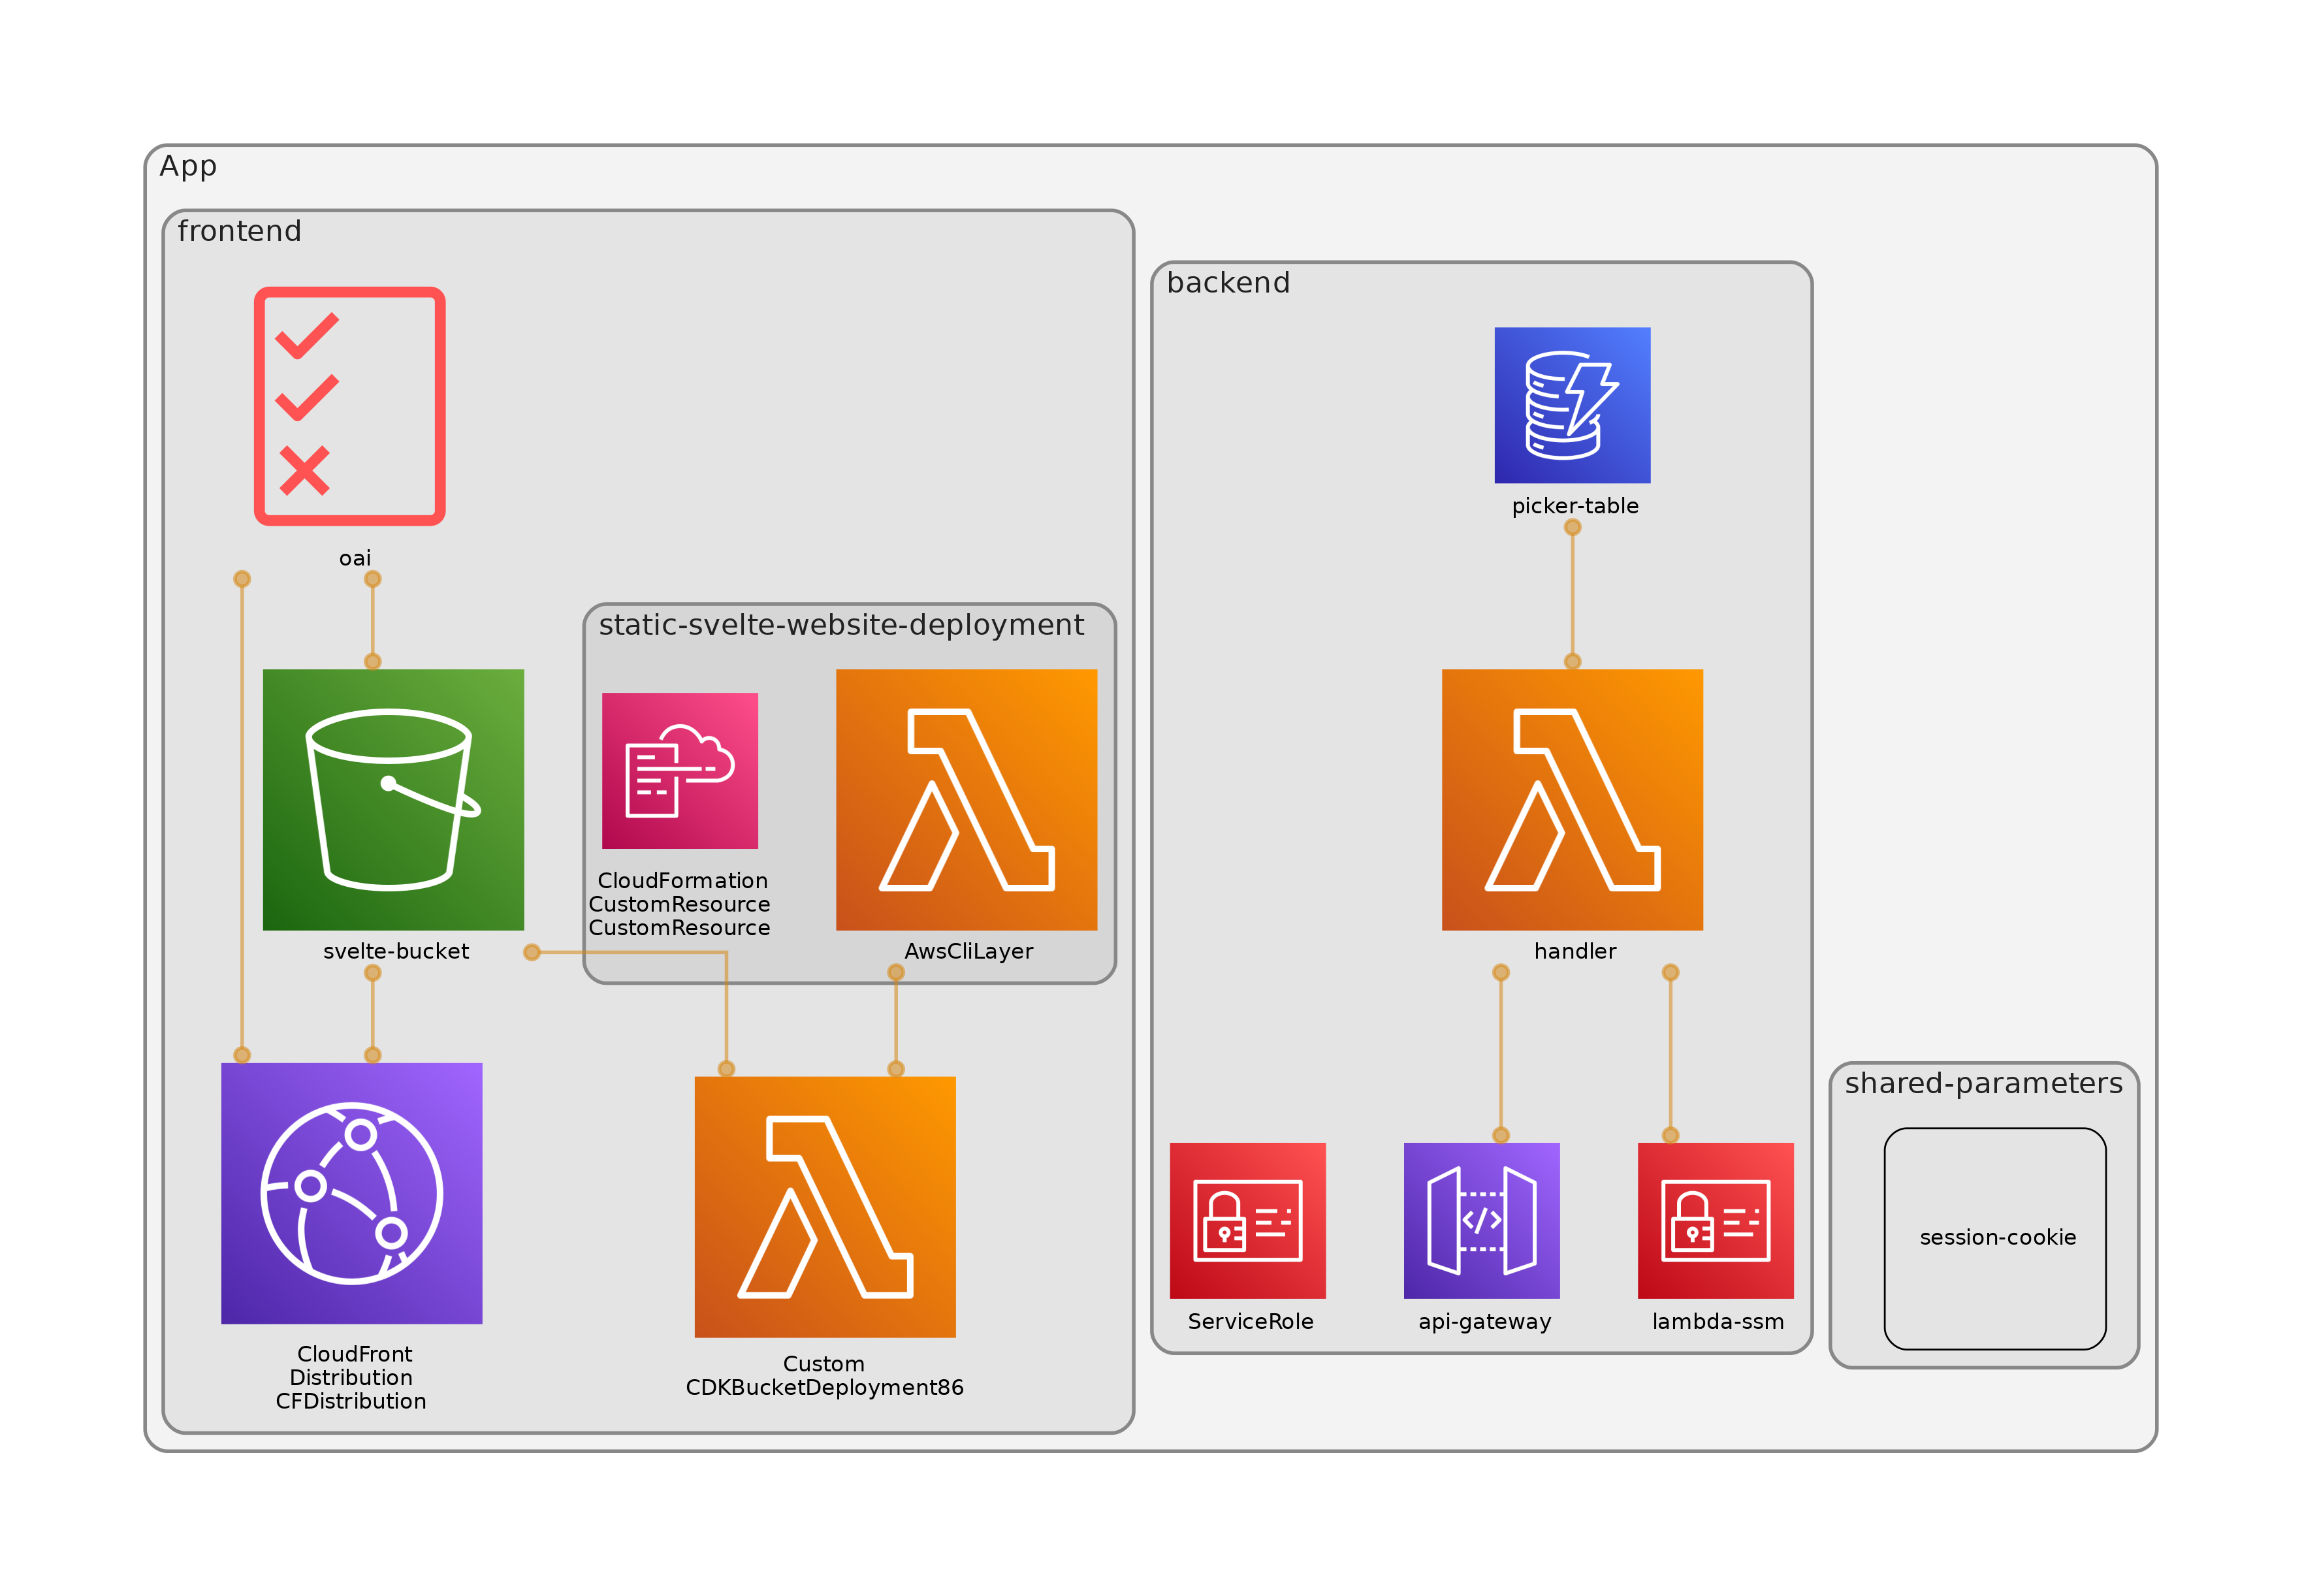 App
frontend
oai
svelte-bucket
static-svelte-website-deployment
CloudFormation
CustomResource
CustomResource
AwsCliLayer
CloudFront
Distribution
CFDistribution
Custom
CDKBucketDeployment86
backend
picker-table
handler
ServiceRole
api-gateway
lambda-ssm
shared-parameters
session-cookie